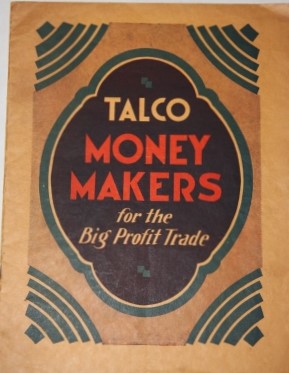 TALCO
MONEY
MAKERS
for the
Big Profit Trade